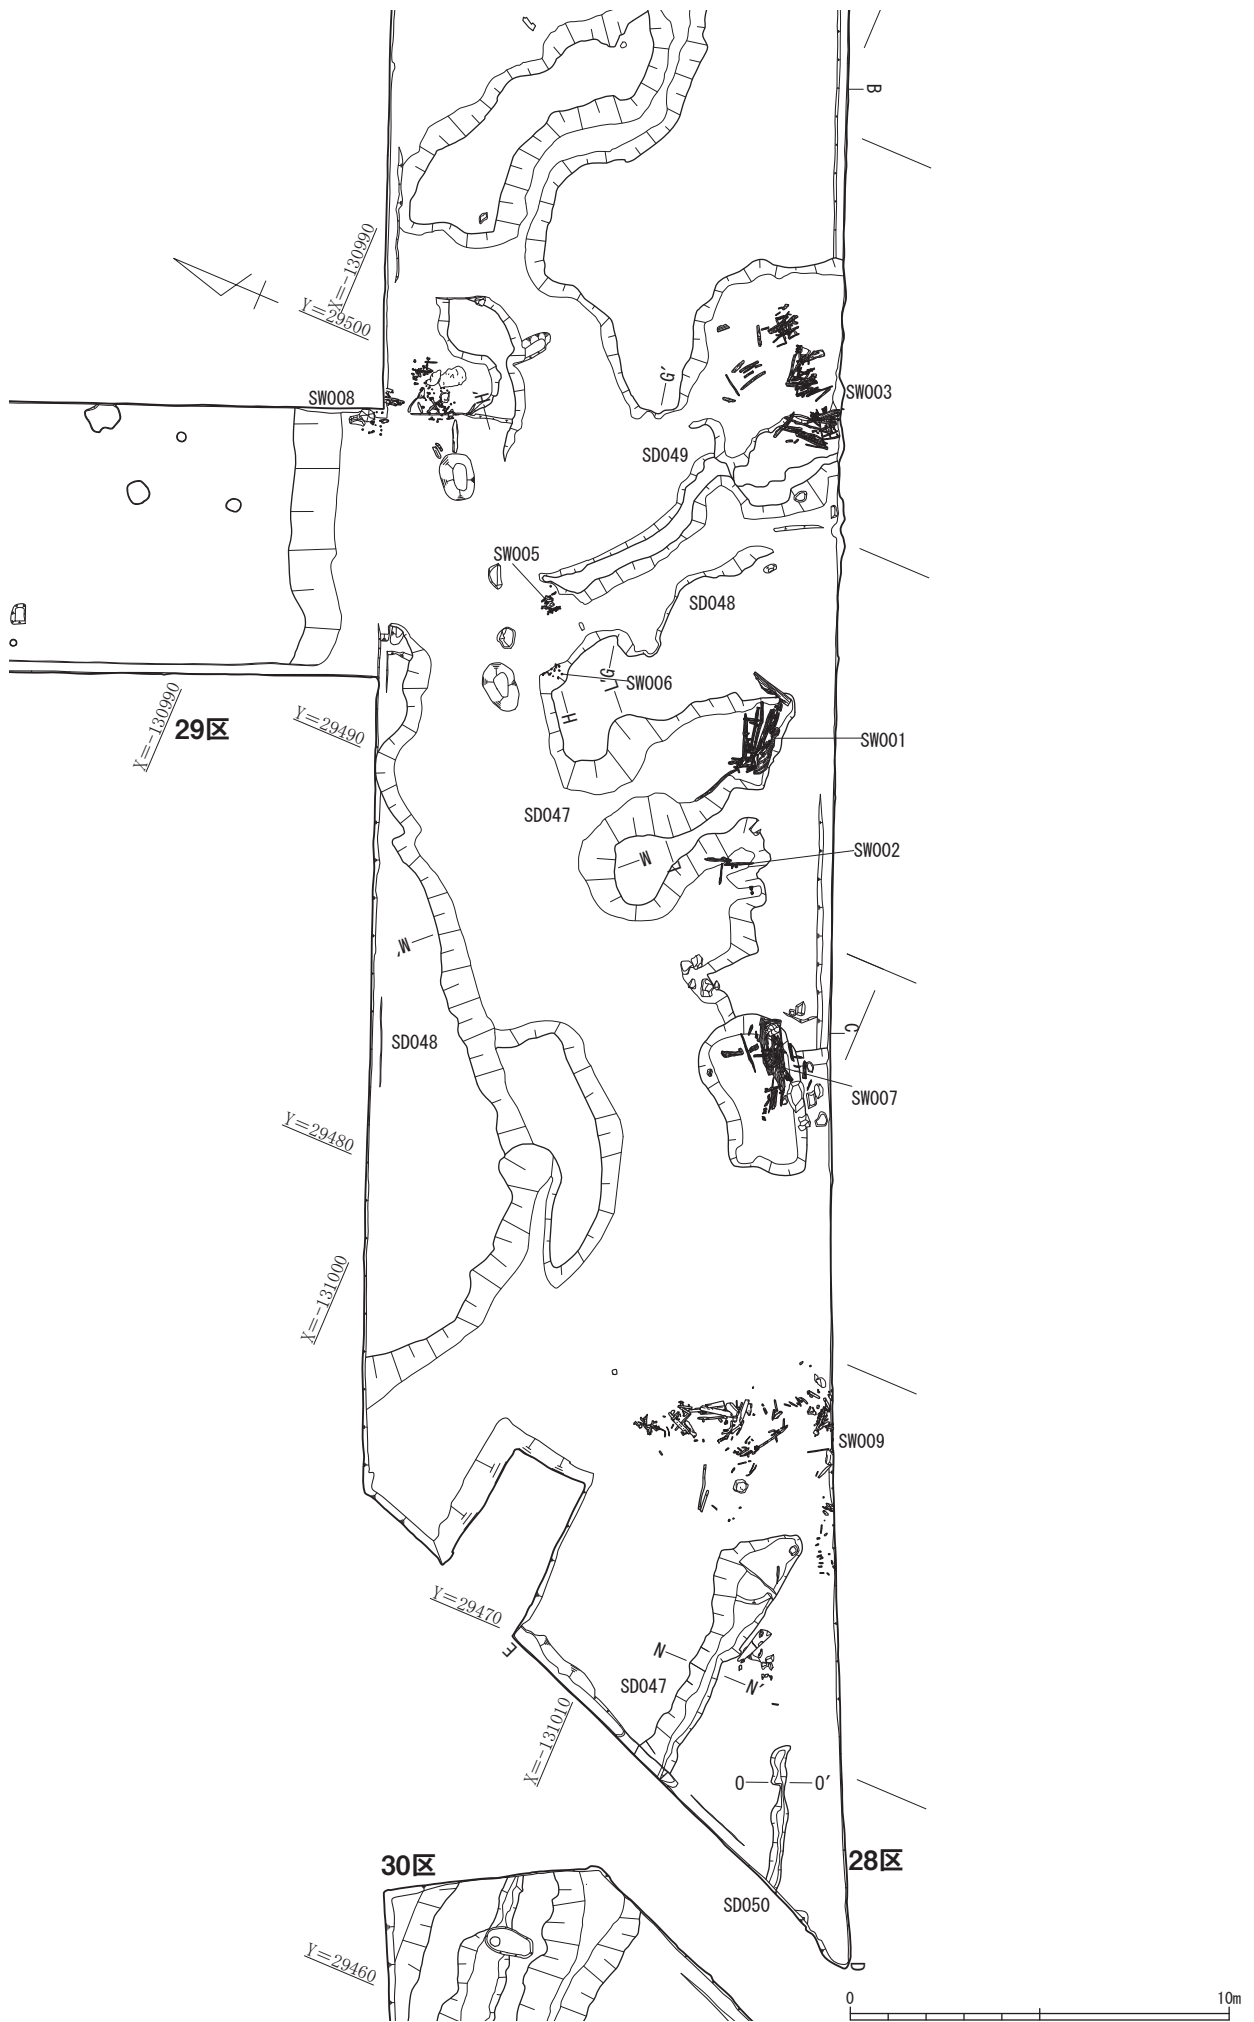 B
X=-130990
Y=29500
SW008
G'
SW003
H'
SD049
SW005
SD048
G
L'
SW006
H
X=-130990
29区
Y=29490
SW001
SD047
SW002
M
L
M'
C
SD048
SW007
Y=29480
X=-131000
SW009
Y=29470
E
N
SD047
N'
X=-131010
O
O'
30区
28区
SD050
Y=29460
D
0
10m